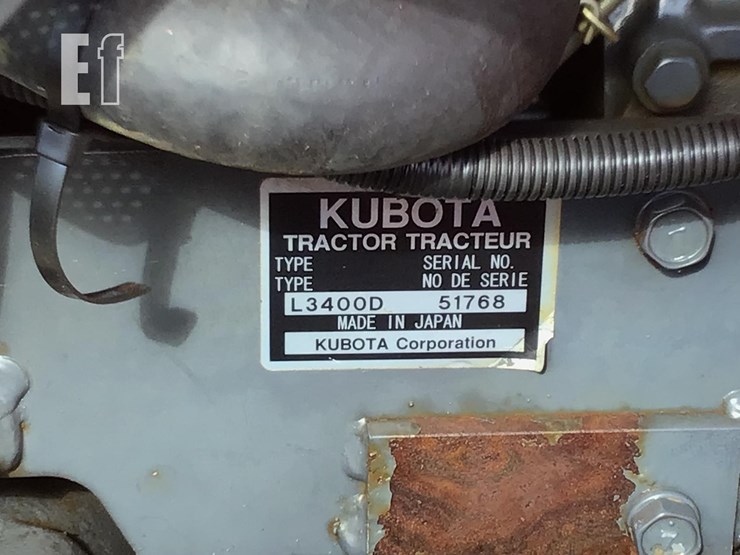 Ef
KUBOTA
TRACTOR TRACTEUR
TYPE SERIAL NO.
TYPE NO DE SERIE
L3400D 51768
MADE IN JAPAN
KUBOTA Corporation